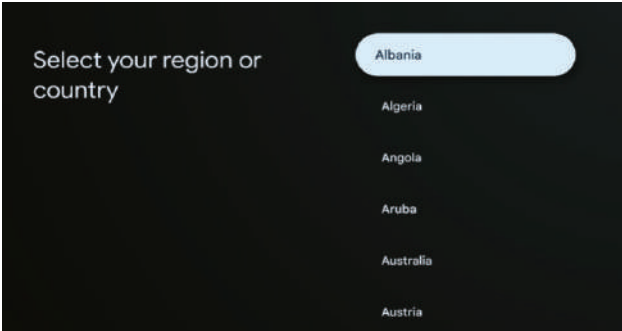 Select your region or
country
Albania
Algeria
Angola
Aruba
Australia
Austria